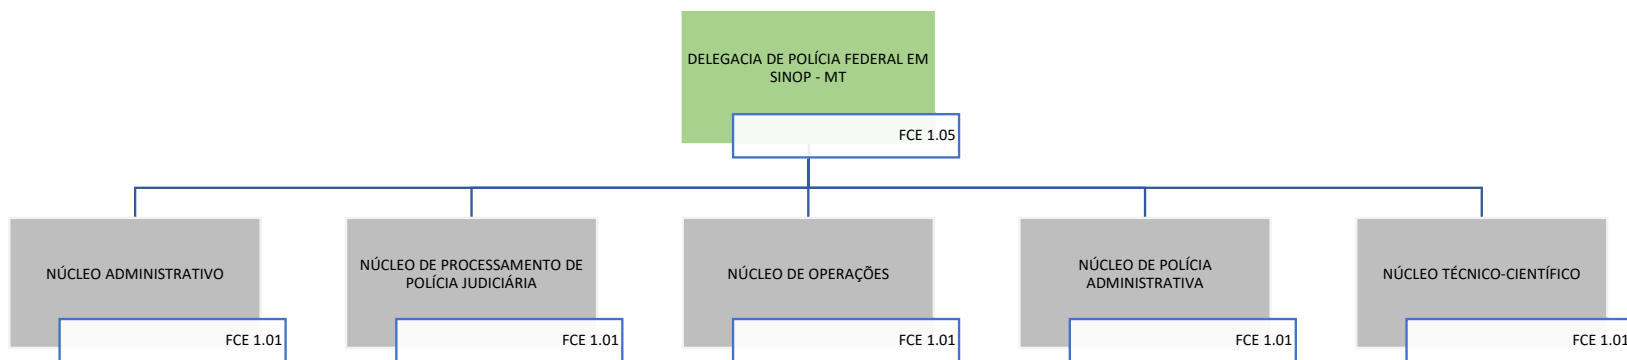 DELEGACIA DE POLÍCIA FEDERAL EM
SINOP - MT
FCE 1.05
NÚCLEO ADMINISTRATIVO
FCE 1.01
NÚCLEO DE PROCESSAMENTO DE
POLÍCIA JUDICIÁRIA
FCE 1.01
NÚCLEO DE OPERAÇÕES
FCE 1.01
NÚCLEO DE POLÍCIA
ADMINISTRATIVA
FCE 1.01
NÚCLEO TÉCNICO-CIENTÍFICO
FCE 1.01